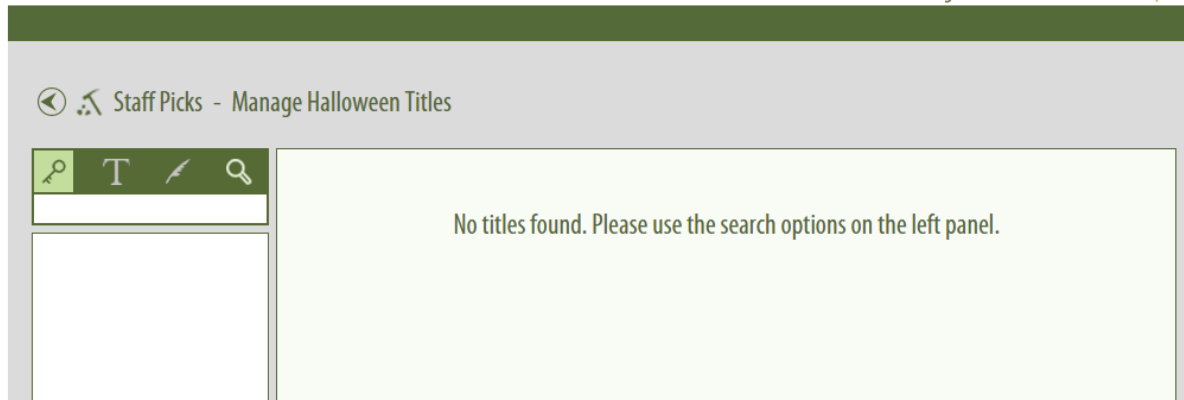 Staff Picks - Manage Halloween Titles
T
No titles found. Please use the search options on the left panel.